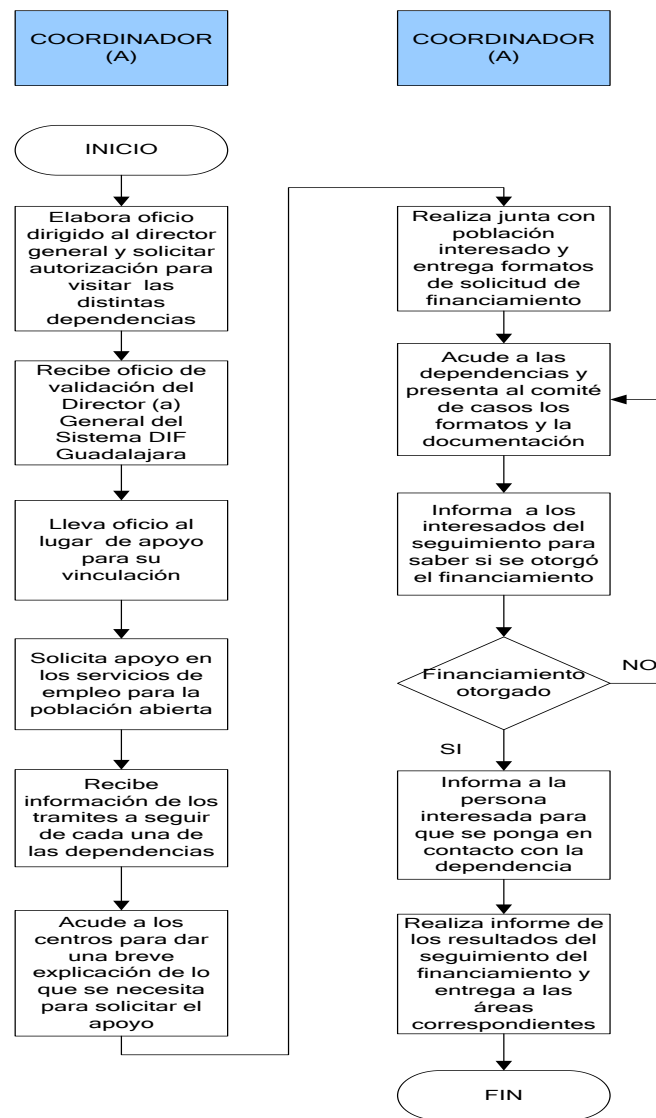 COORDINADOR
(A)
INICIO
Elabora oficio
dirigido al director
general y solicitar
autorización para
visitar las
distintas
dependencias
Recibe oficio de
validación del
Director (a)
General del
Sistema DIF
Guadalajara
Lleva oficio al
lugar de apoyo
para su
vinculación
Solicita apoyo en
los servicios de
empleo para la
población abierta
Recibe
información de los
tramites a seguir
de cada una de
las dependencias
Acude a los
centros para dar
una breve
explicación de lo
que se necesita
para solicitar el
apoyo
COORDINADOR
(A)
Realiza junta con
población
interesado y
entrega formatos
de solicitud de
financiamiento
Acude a las
dependencias y
presenta al comité
de casos los
formatos y la
documentación
Informa a los
interesados del
seguimiento para
saber si se otorgó
el financiamiento
Financiamiento
otorgado
NO
SI
Informa a la
persona
interesada para
que se ponga en
contacto con la
dependencia
Realiza informe de
los resultados del
seguimiento del
financiamiento y
entrega a las
áreas
correspondientes
FIN